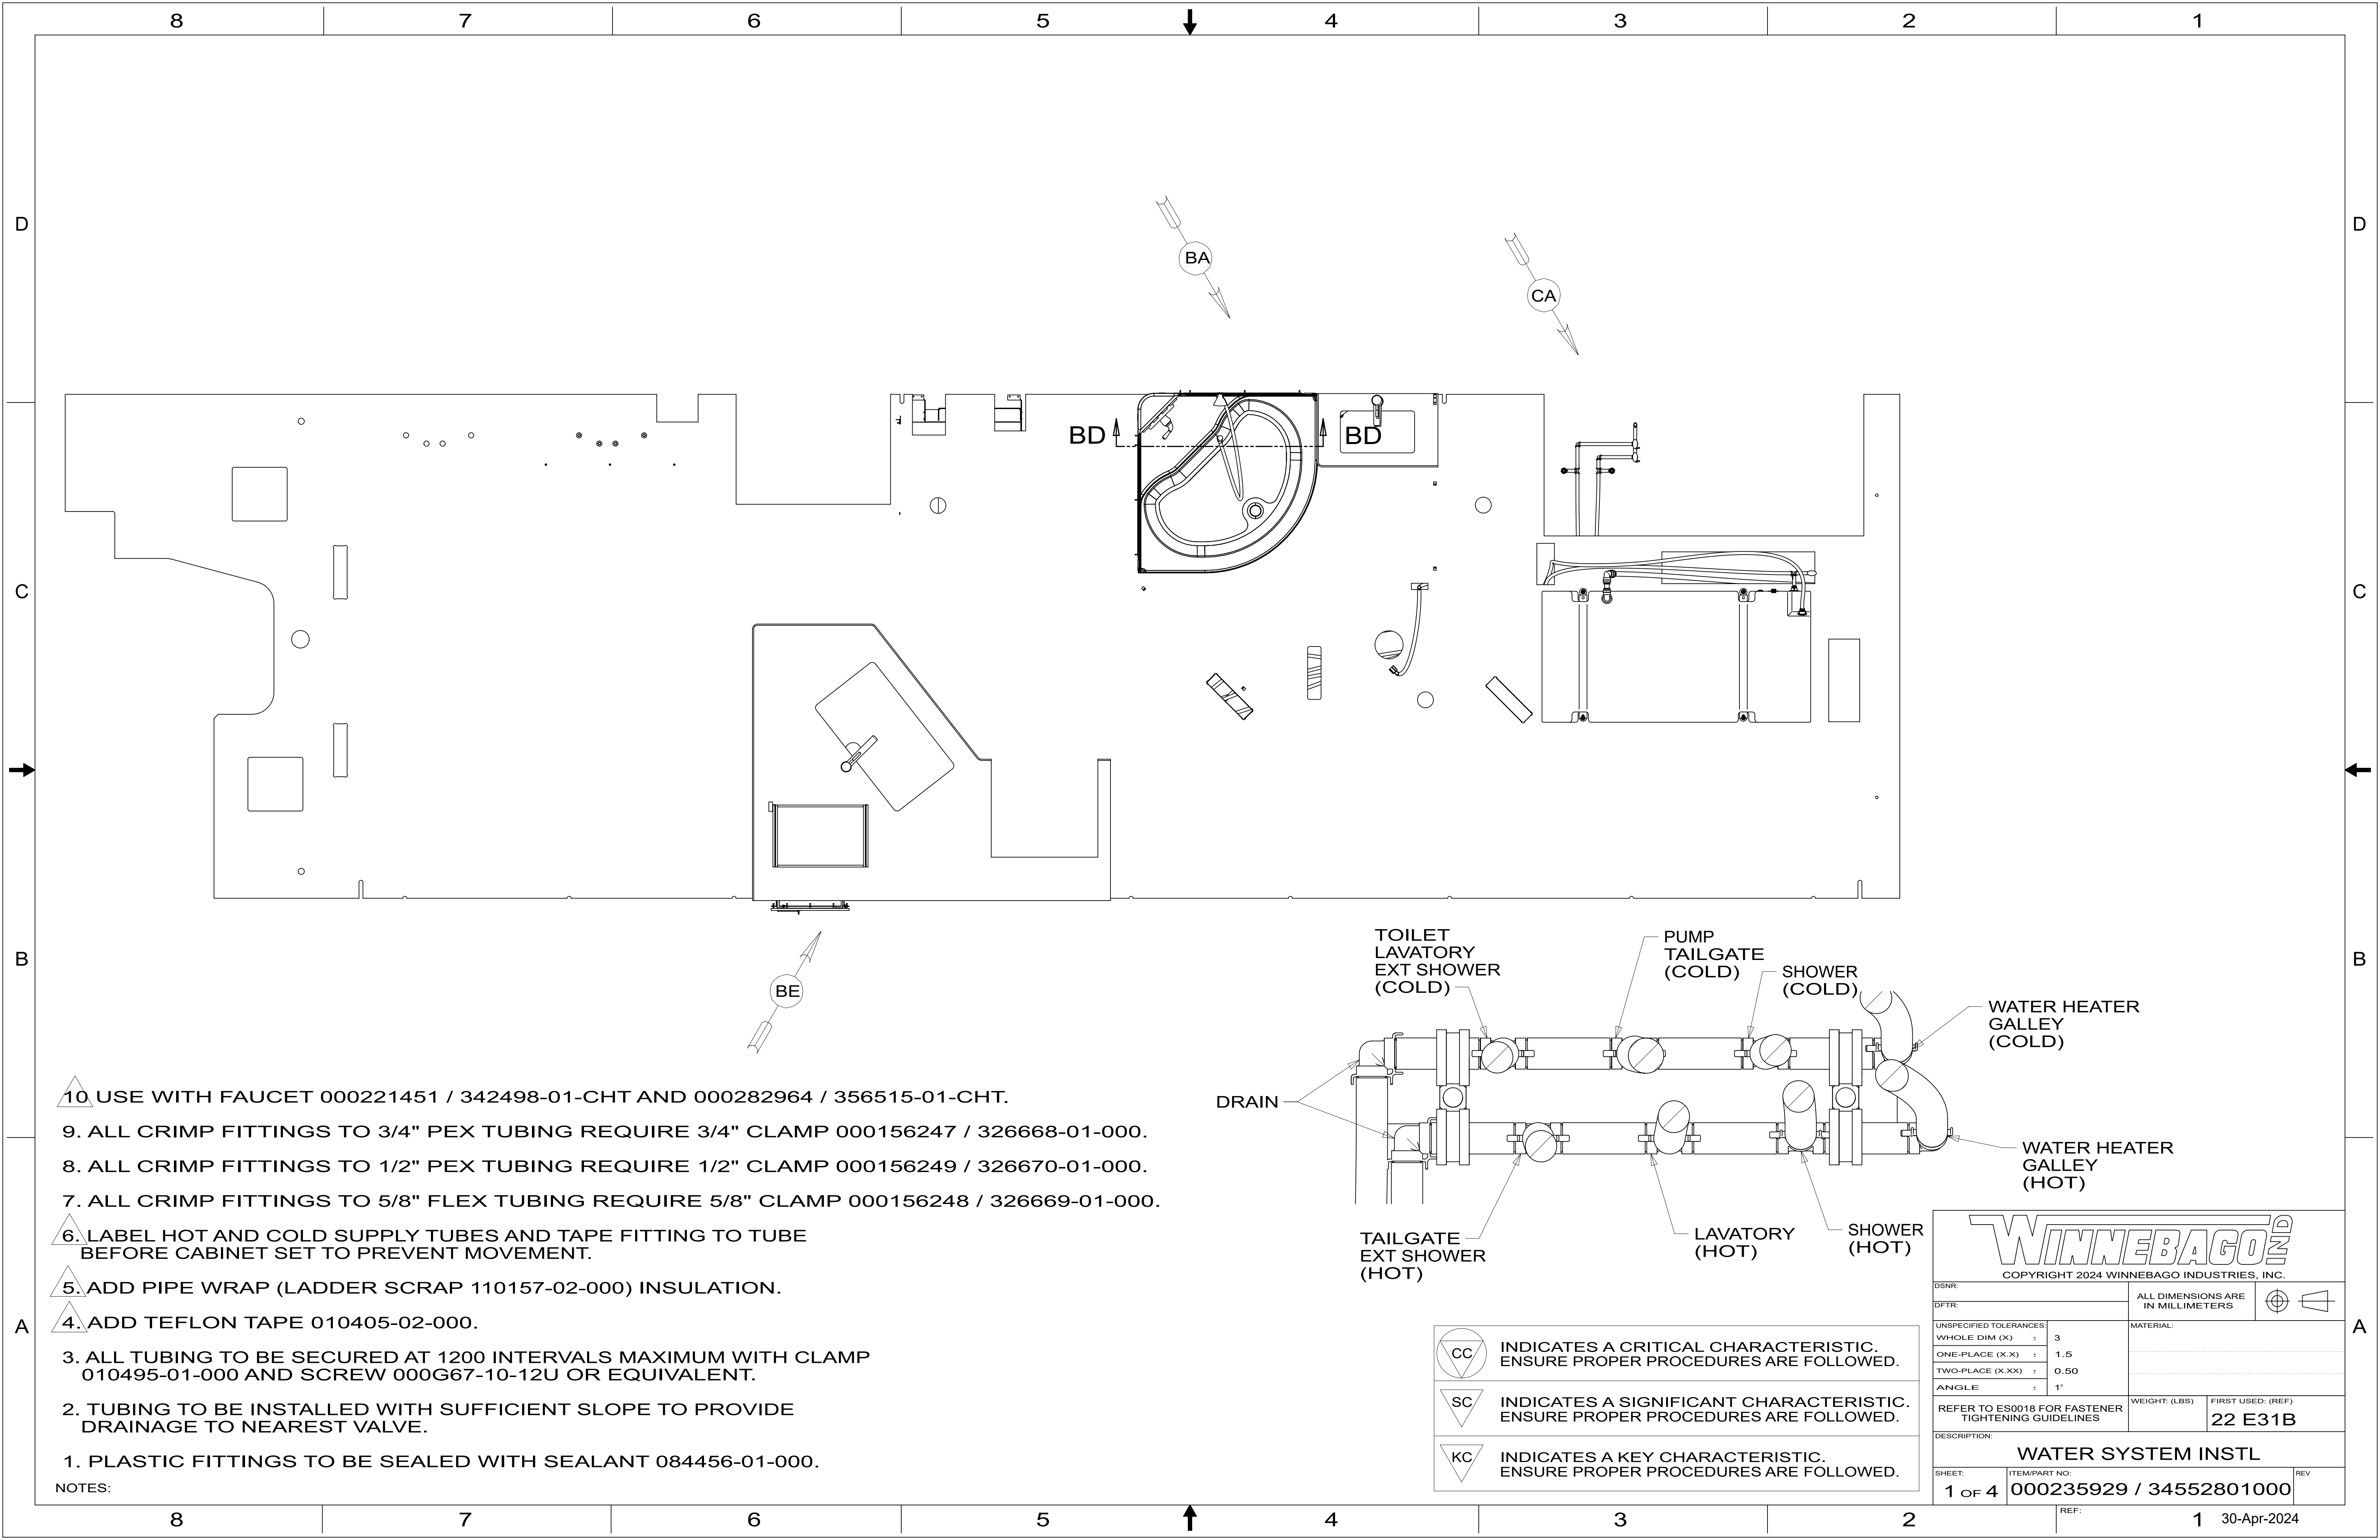 8 7 6 5 4 3 2 1
D D
BA
CA
BD BD
C C
TOILET
LAVATORY
EXT SHOWER
(COLD)
PUMP
TAILGATE
(COLD)
SHOWER
(COLD)
B B
BE
WATER HEATER
GALLEY
(COLD)
DRAIN
WATER HEATER
GALLEY
(HOT)
TAILGATE
EXT SHOWER
(HOT)
LAVATORY
(HOT)
SHOWER
(HOT)
10 USE WITH FAUCET 000221451 / 342498-01-CHT AND 000282964 / 356515-01-CHT.
9. ALL CRIMP FITTINGS TO 3/4" PEX TUBING REQUIRE 3/4" CLAMP 000156247 / 326668-01-000.
8. ALL CRIMP FITTINGS TO 1/2" PEX TUBING REQUIRE 1/2" CLAMP 000156249 / 326670-01-000.
7. ALL CRIMP FITTINGS TO 5/8" FLEX TUBING REQUIRE 5/8" CLAMP 000156248 / 326669-01-000.
6. LABEL HOT AND COLD SUPPLY TUBES AND TAPE FITTING TO TUBE
BEFORE CABINET SET TO PREVENT MOVEMENT.
5. ADD PIPE WRAP (LADDER SCRAP 110157-02-000) INSULATION.
4. ADD TEFLON TAPE 010405-02-000.
3. ALL TUBING TO BE SECURED AT 1200 INTERVALS MAXIMUM WITH CLAMP
010495-01-000 AND SCREW 000G67-10-12U OR EQUIVALENT.
2. TUBING TO BE INSTALLED WITH SUFFICIENT SLOPE TO PROVIDE
DRAINAGE TO NEAREST VALVE.
1. PLASTIC FITTINGS TO BE SEALED WITH SEALANT 084456-01-000.
NOTES:
A A
CC INDICATES A CRITICAL CHARACTERISTIC.
ENSURE PROPER PROCEDURES ARE FOLLOWED.
SC INDICATES A SIGNIFICANT CHARACTERISTIC.
ENSURE PROPER PROCEDURES ARE FOLLOWED.
KC INDICATES A KEY CHARACTERISTIC.
ENSURE PROPER PROCEDURES ARE FOLLOWED.
WINNEBAGO IND
COPYRIGHT 2024 WINNEBAGO INDUSTRIES, INC.
DSNR:
DFTR:
ALL DIMENSIONS ARE
IN MILLIMETERS
UNSPECIFIED TOLERANCES:
WHOLE DIM (X) ± 3
ONE-PLACE (X.X) ± 1.5
TWO-PLACE (X.XX) ± 0.50
ANGLE ± 1°
MATERIAL:
REFER TO ES0018 FOR FASTENER
TIGHTENING GUIDELINES
WEIGHT: (LBS)
FIRST USED: (REF)
22 E31B
DESCRIPTION:
WATER SYSTEM INSTL
SHEET:
1 OF 4
ITEM/PART NO:
000235929 / 34552801000
REV
REF:
8 7 6 5 4 3 2 1
30-Apr-2024